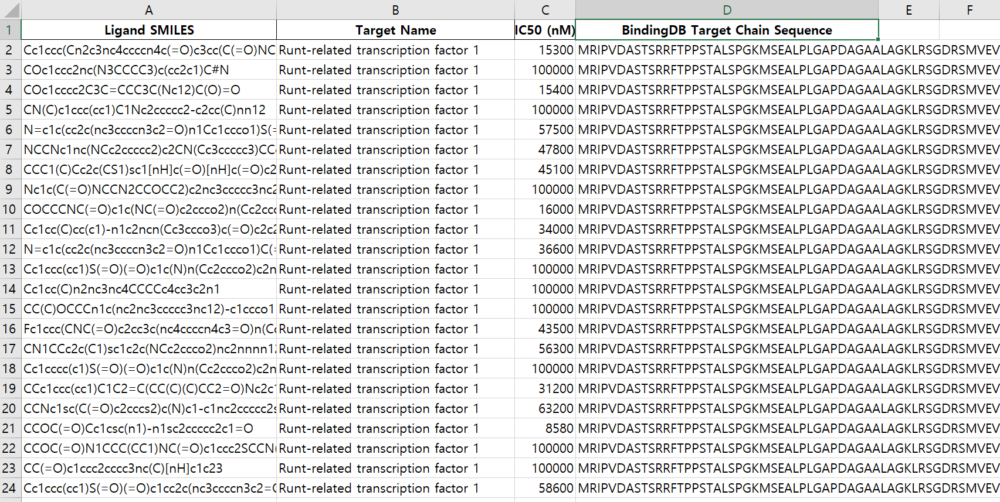 A B C D E F
1 Ligand SMILES Target Name IC50 (nM) BindingDB Target Chain Sequence
2 Cc1ccc(Cn2c3nc4ccccn4c(=O)c3cc(C(=O)NC Runt-related transcription factor 1 15300 MRIPVDASTSRRFTPPSTALSPGKMSEALPLGAPDAGAALAGKLRSGDRSMVEV
3 COc1ccc2nc(N3CCCC3)c(cc2c1)C#N Runt-related transcription factor 1 100000 MRIPVDASTSRRFTPPSTALSPGKMSEALPLGAPDAGAALAGKLRSGDRSMVEV
4 COc1cccc2C3C=CCC3C(Nc12)C(O)=O Runt-related transcription factor 1 15400 MRIPVDASTSRRFTPPSTALSPGKMSEALPLGAPDAGAALAGKLRSGDRSMVEV
5 CN(C)c1ccc(cc1)C1Nc2ccccc2-c2cc(C)nn12 Runt-related transcription factor 1 100000 MRIPVDASTSRRFTPPSTALSPGKMSEALPLGAPDAGAALAGKLRSGDRSMVEV
6 N=c1c(cc2c(nc3ccccn3c2=O)n1Cc1ccco1)S(= Runt-related transcription factor 1 57500 MRIPVDASTSRRFTPPSTALSPGKMSEALPLGAPDAGAALAGKLRSGDRSMVEV
7 NCCNc1nc(NCc2ccccc2)c2CN(Cc3ccccc3)CC Runt-related transcription factor 1 47800 MRIPVDASTSRRFTPPSTALSPGKMSEALPLGAPDAGAALAGKLRSGDRSMVEV
8 CCC1(C)Cc2c(CS1)sc1[nH]c(=O)[nH]c(=O)c2 Runt-related transcription factor 1 45100 MRIPVDASTSRRFTPPSTALSPGKMSEALPLGAPDAGAALAGKLRSGDRSMVEV
9 Nc1c(C(=O)NCCN2CCOCC2)c2nc3ccccc3nc2 Runt-related transcription factor 1 100000 MRIPVDASTSRRFTPPSTALSPGKMSEALPLGAPDAGAALAGKLRSGDRSMVEV
10 COCCCNC(=O)c1c(NC(=O)c2ccco2)n(Cc2ccc Runt-related transcription factor 1 16000 MRIPVDASTSRRFTPPSTALSPGKMSEALPLGAPDAGAALAGKLRSGDRSMVEV
11 Cc1cc(C)cc(c1)-n1c2ncn(Cc3ccco3)c(=O)c2c2 Runt-related transcription factor 1 34000 MRIPVDASTSRRFTPPSTALSPGKMSEALPLGAPDAGAALAGKLRSGDRSMVEV
12 N=c1c(cc2c(nc3ccccn3c2=O)n1Cc1ccco1)C(= Runt-related transcription factor 1 36600 MRIPVDASTSRRFTPPSTALSPGKMSEALPLGAPDAGAALAGKLRSGDRSMVEV
13 Cc1ccc(cc1)S(=O)(=O)c1c(N)n(Cc2ccco2)c2n Runt-related transcription factor 1 100000 MRIPVDASTSRRFTPPSTALSPGKMSEALPLGAPDAGAALAGKLRSGDRSMVEV
14 Cc1cc(C)n2nc3nc4CCCCc4cc3c2n1 Runt-related transcription factor 1 100000 MRIPVDASTSRRFTPPSTALSPGKMSEALPLGAPDAGAALAGKLRSGDRSMVEV
15 CC(C)OCCCn1c(nc2nc3ccccc3nc12)-c1ccco1 Runt-related transcription factor 1 100000 MRIPVDASTSRRFTPPSTALSPGKMSEALPLGAPDAGAALAGKLRSGDRSMVEV
16 Fc1ccc(CNC(=O)c2cc3c(nc4ccccn4c3=O)n(Cc Runt-related transcription factor 1 43500 MRIPVDASTSRRFTPPSTALSPGKMSEALPLGAPDAGAALAGKLRSGDRSMVEV
17 CN1CCc2c(C1)sc1c2c(NCc2ccco2)nc2nnnn12 Runt-related transcription factor 1 56300 MRIPVDASTSRRFTPPSTALSPGKMSEALPLGAPDAGAALAGKLRSGDRSMVEV
18 Cc1cccc(c1)S(=O)(=O)c1c(N)n(Cc2ccco2)c2n Runt-related transcription factor 1 100000 MRIPVDASTSRRFTPPSTALSPGKMSEALPLGAPDAGAALAGKLRSGDRSMVEV
19 CCc1ccc(cc1)C1C2=C(CC(C)(C)CC2=O)Nc2c Runt-related transcription factor 1 31200 MRIPVDASTSRRFTPPSTALSPGKMSEALPLGAPDAGAALAGKLRSGDRSMVEV
20 CCNc1sc(C(=O)c2cccs2)c(N)c1-c1nc2ccccc2s Runt-related transcription factor 1 63200 MRIPVDASTSRRFTPPSTALSPGKMSEALPLGAPDAGAALAGKLRSGDRSMVEV
21 CCOC(=O)Cc1csc(n1)-n1sc2ccccc2c1=O Runt-related transcription factor 1 8580 MRIPVDASTSRRFTPPSTALSPGKMSEALPLGAPDAGAALAGKLRSGDRSMVEV
22 CCOC(=O)N1CCC(CC1)NC(=O)c1ccc2SCCN( Runt-related transcription factor 1 100000 MRIPVDASTSRRFTPPSTALSPGKMSEALPLGAPDAGAALAGKLRSGDRSMVEV
23 CC(=O)c1ccc2cccc3nc(C)[nH]c1c23 Runt-related transcription factor 1 100000 MRIPVDASTSRRFTPPSTALSPGKMSEALPLGAPDAGAALAGKLRSGDRSMVEV
24 Cc1ccc(cc1)S(=O)(=O)c1cc2c(nc3ccccn3c2=O Runt-related transcription factor 1 58600 MRIPVDASTSRRFTPPSTALSPGKMSEALPLGAPDAGAALAGKLRSGDRSMVEV